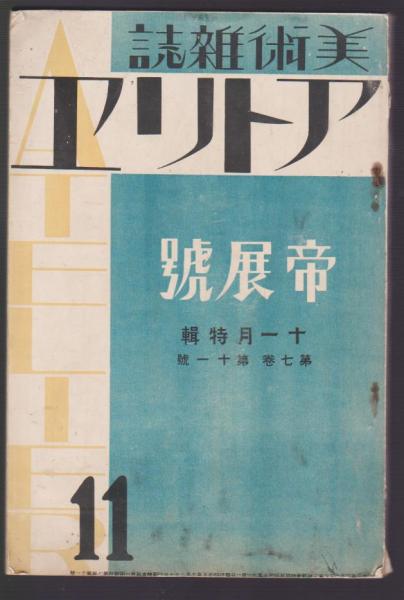 美術雑誌
アトリヱ
ATELIER
帝展號
十一月特輯
第七卷 第十一號
11